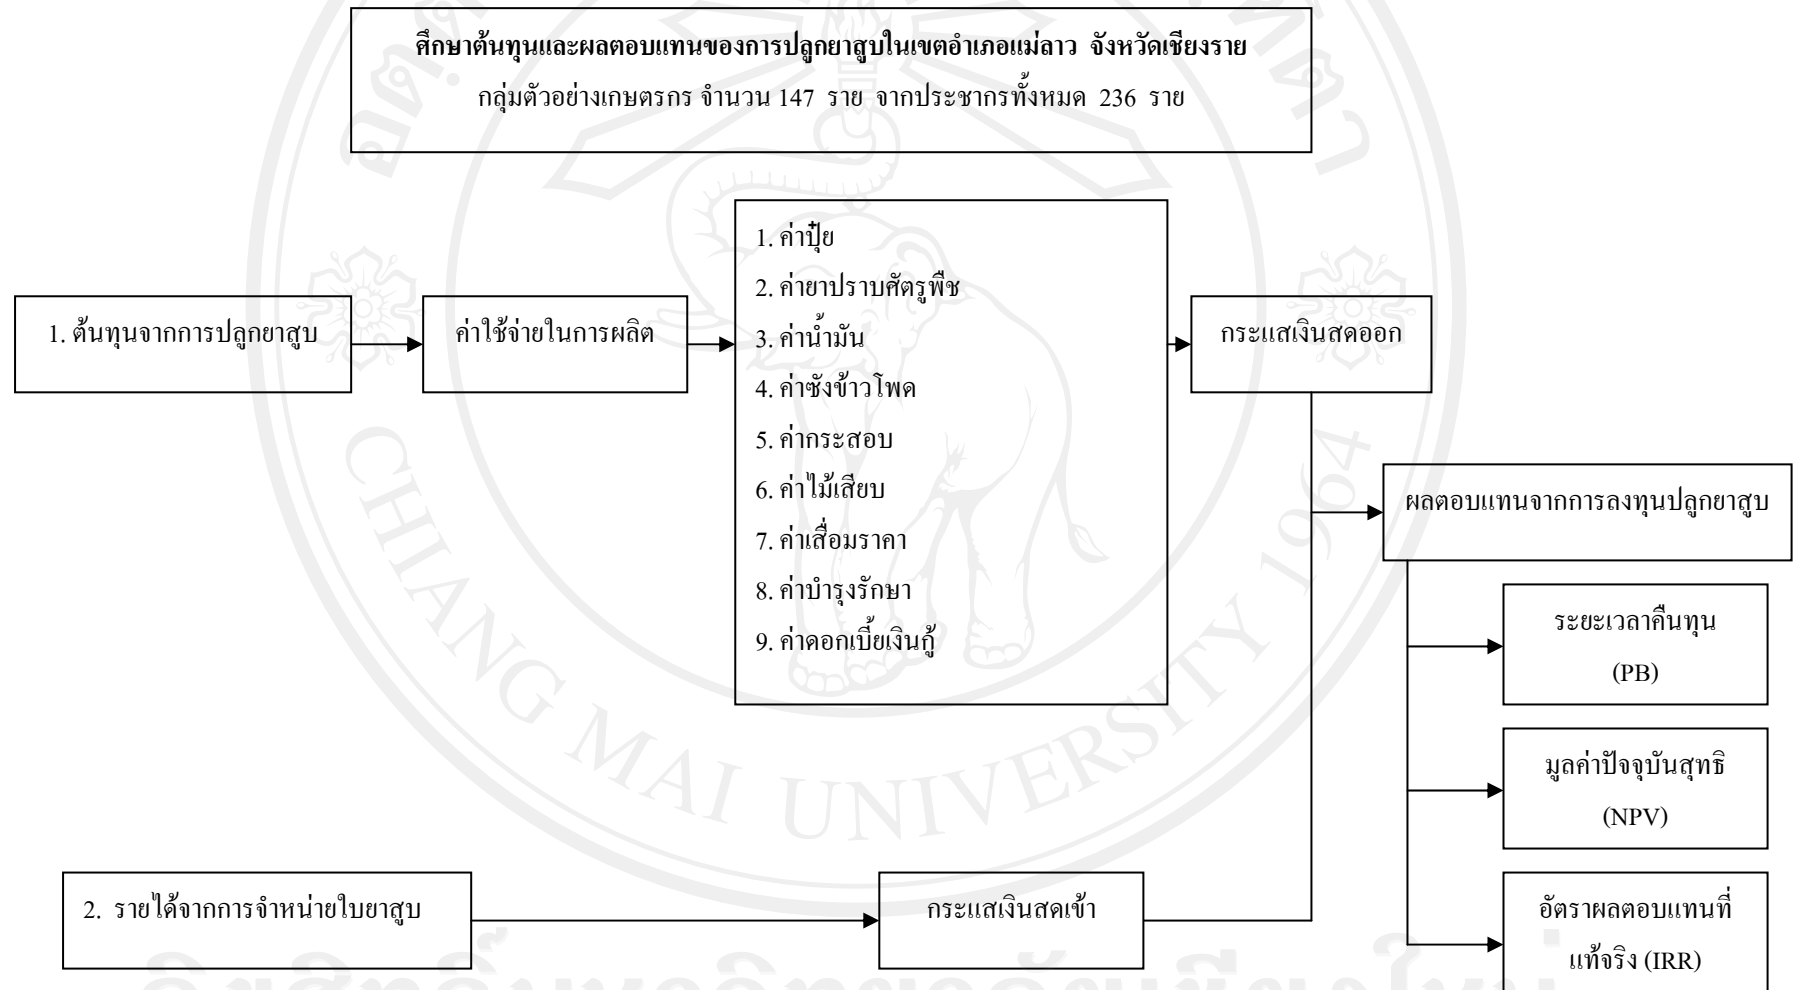 ศึกษาต้นทุนและผลตอบแทนของการปลูกยาสูบในเขตอำเภอแม่ลาว จังหวัดเชียงราย
กลุ่มตัวอย่างเกษตรกร จำนวน 147 ราย จากประชากรทั้งหมด 236 ราย
1. ต้นทุนจากการปลูกยาสูบ
ค่าใช้จ่ายในการผลิต
1. ค่าปุ๋ย
2. ค่ายาปราบศัตรูพืช
3. ค่าน้ำมัน
4. ค่าซังข้าวโพด
5. ค่ากระสอบ
6. ค่าไม้เสียบ
7. ค่าเสื่อมราคา
8. ค่าบำรุงรักษา
9. ค่าดอกเบี้ยเงินกู้
กระแสเงินสดออก
ผลตอบแทนจากการลงทุนปลูกยาสูบ
ระยะเวลาคืนทุน
(PB)
มูลค่าปัจจุบันสุทธิ
(NPV)
อัตราผลตอบแทนที่
แท้จริง (IRR)
2. รายได้จากการจำหน่ายใบยาสูบ
กระแสเงินสดเข้า
CHIANG MAI UNIVERSITY 1964